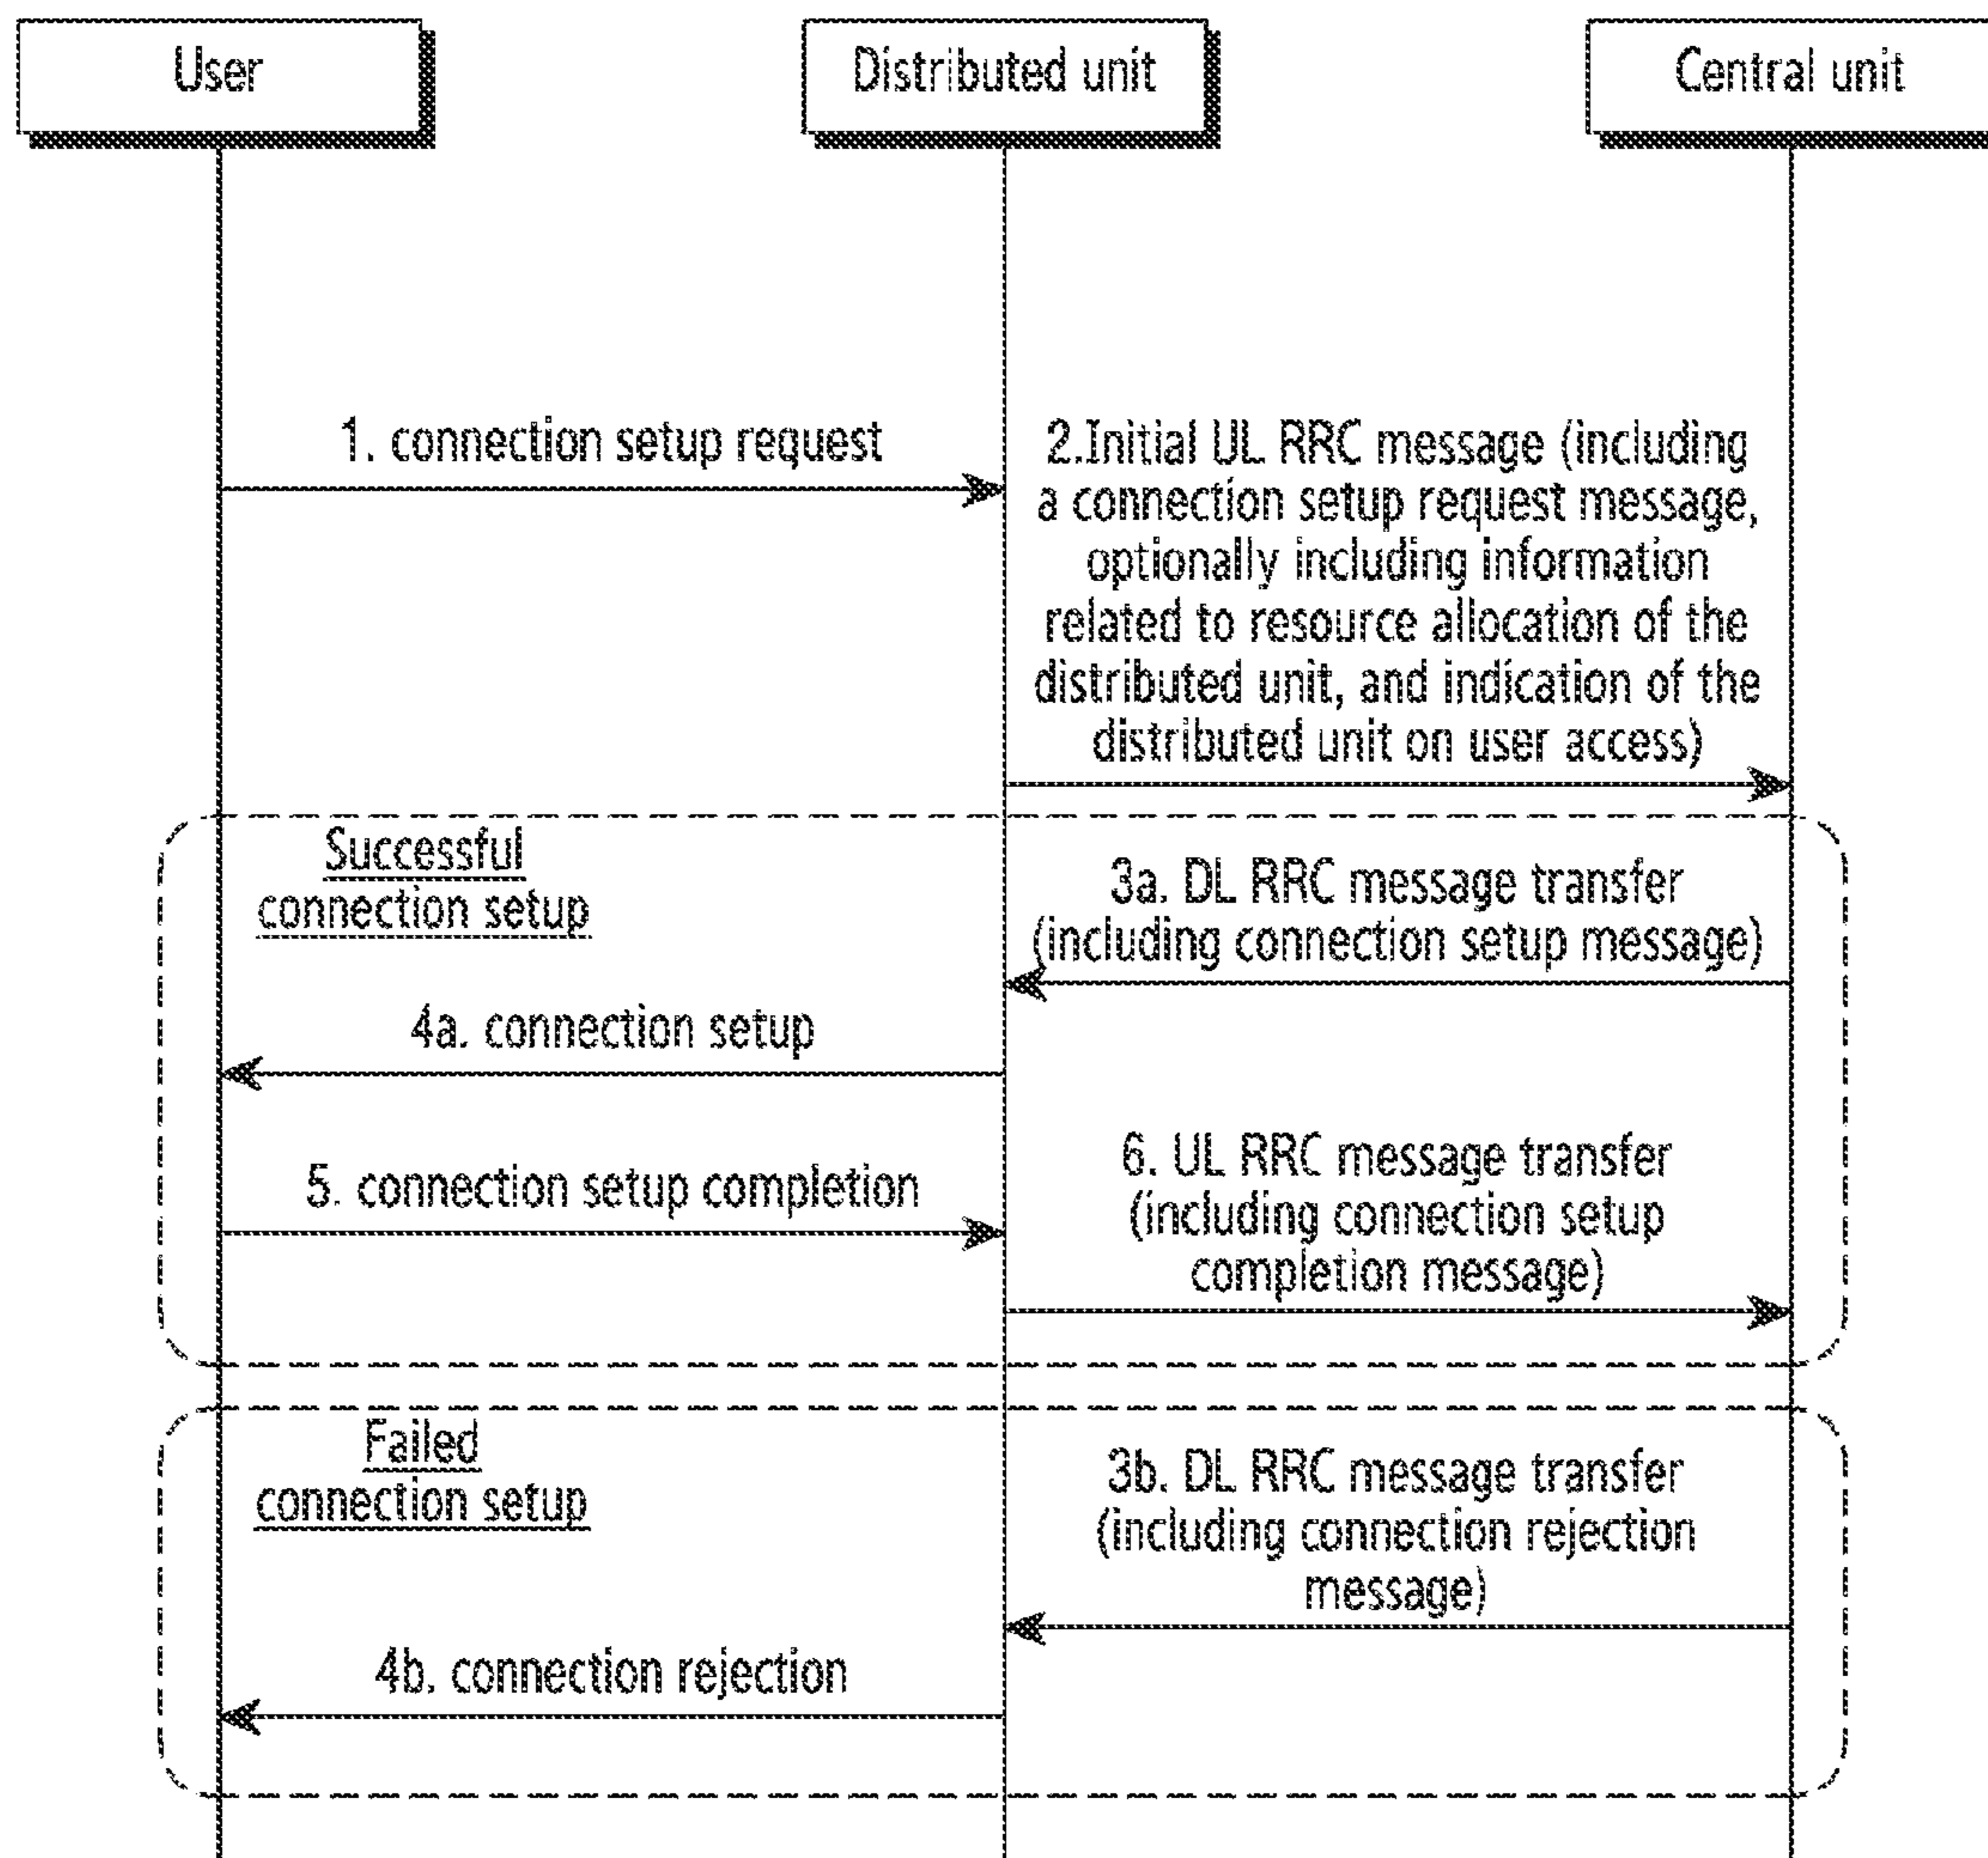 User
Distributed unit
Central unit
1. connection setup request
2.Initial UL RRC message (including
a connection setup request message,
optionally including information
related to resource allocation of the
distributed unit, and indication of the
distributed unit on user access)
Successful
connection setup
3a. DL RRC message transfer
(including connection setup message)
4a. connection setup
5. connection setup completion
6. UL RRC message transfer
(including connection setup
completion message)
Failed
connection setup
3b. DL RRC message transfer
(including connection rejection
message)
4b. connection rejection